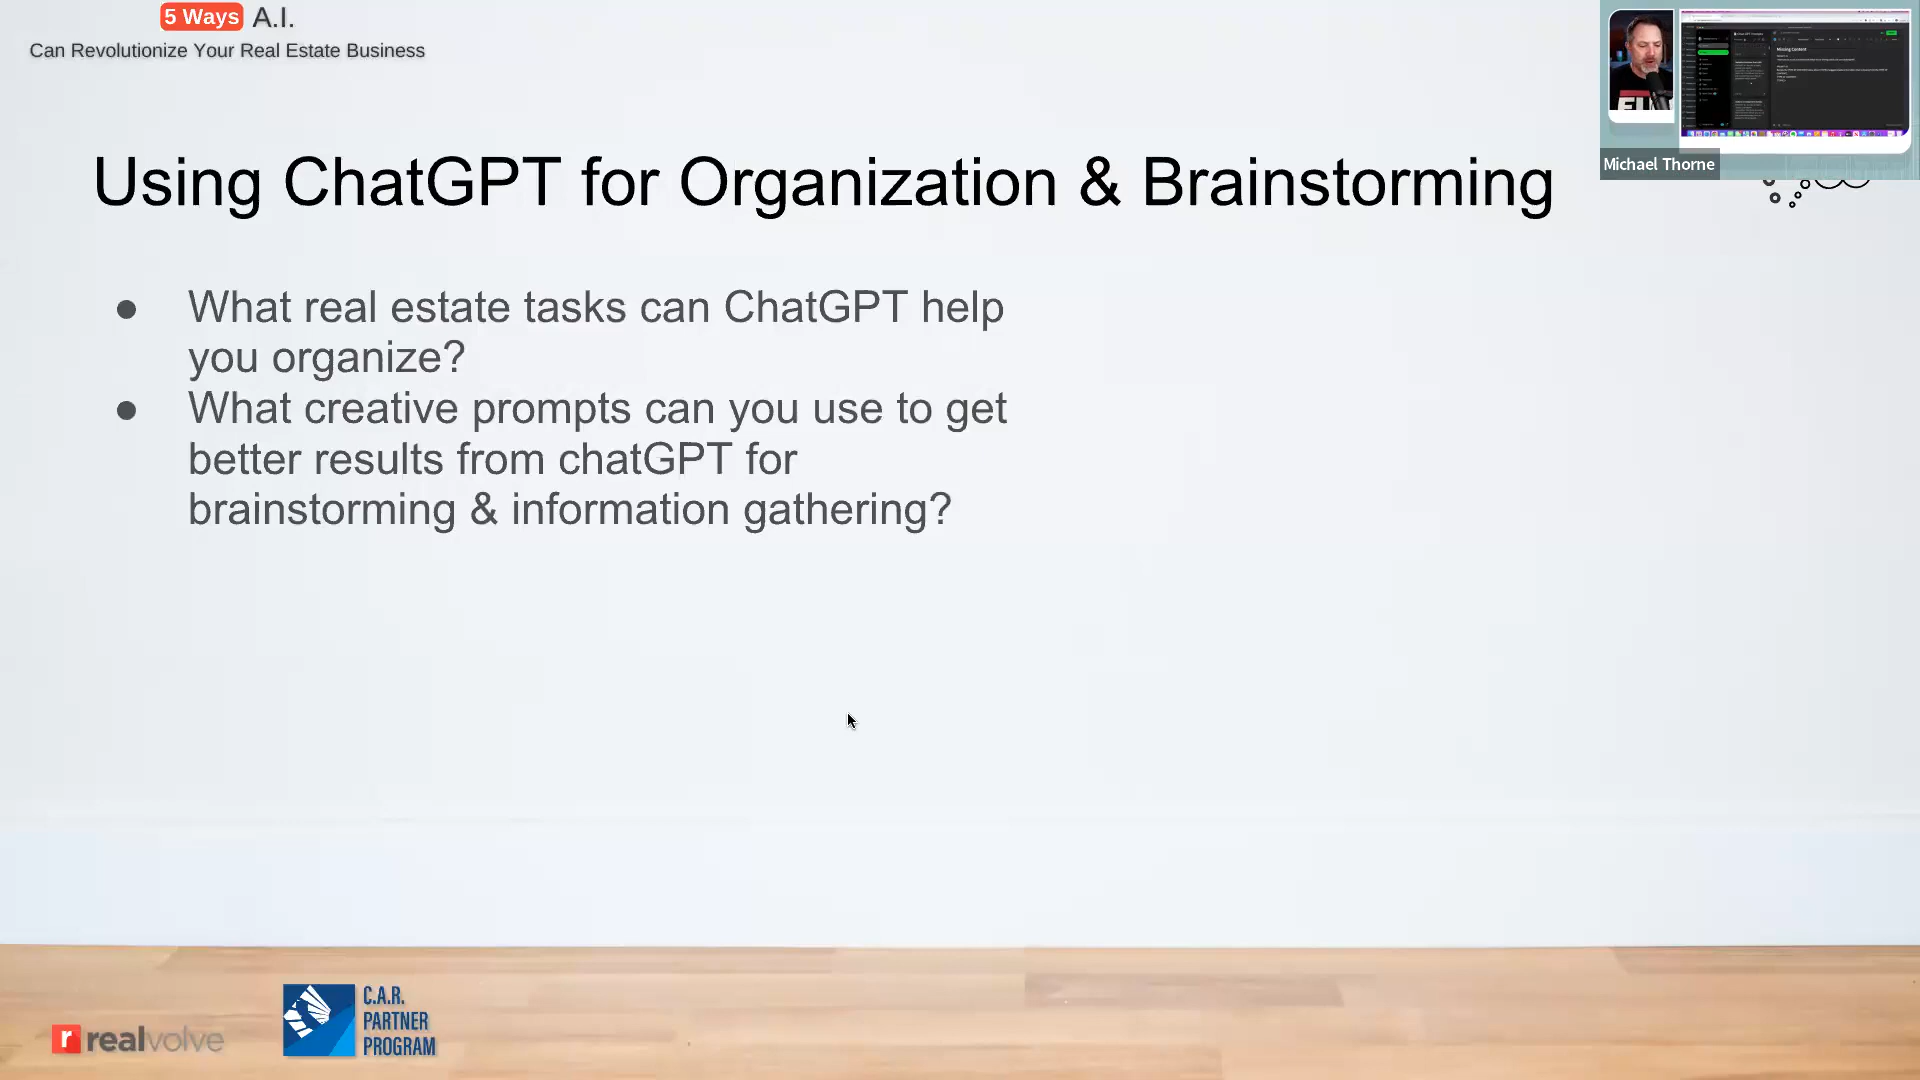 5 Ways A.I.
Can Revolutionize Your Real Estate Business
Michael Thorne
Missing Content
Using ChatGPT for Organization & Brainstorming
● What real estate tasks can ChatGPT help
you organize?
● What creative prompts can you use to get
better results from chatGPT for
brainstorming & information gathering?
r realvolve
C.A.R.
PARTNER
PROGRAM